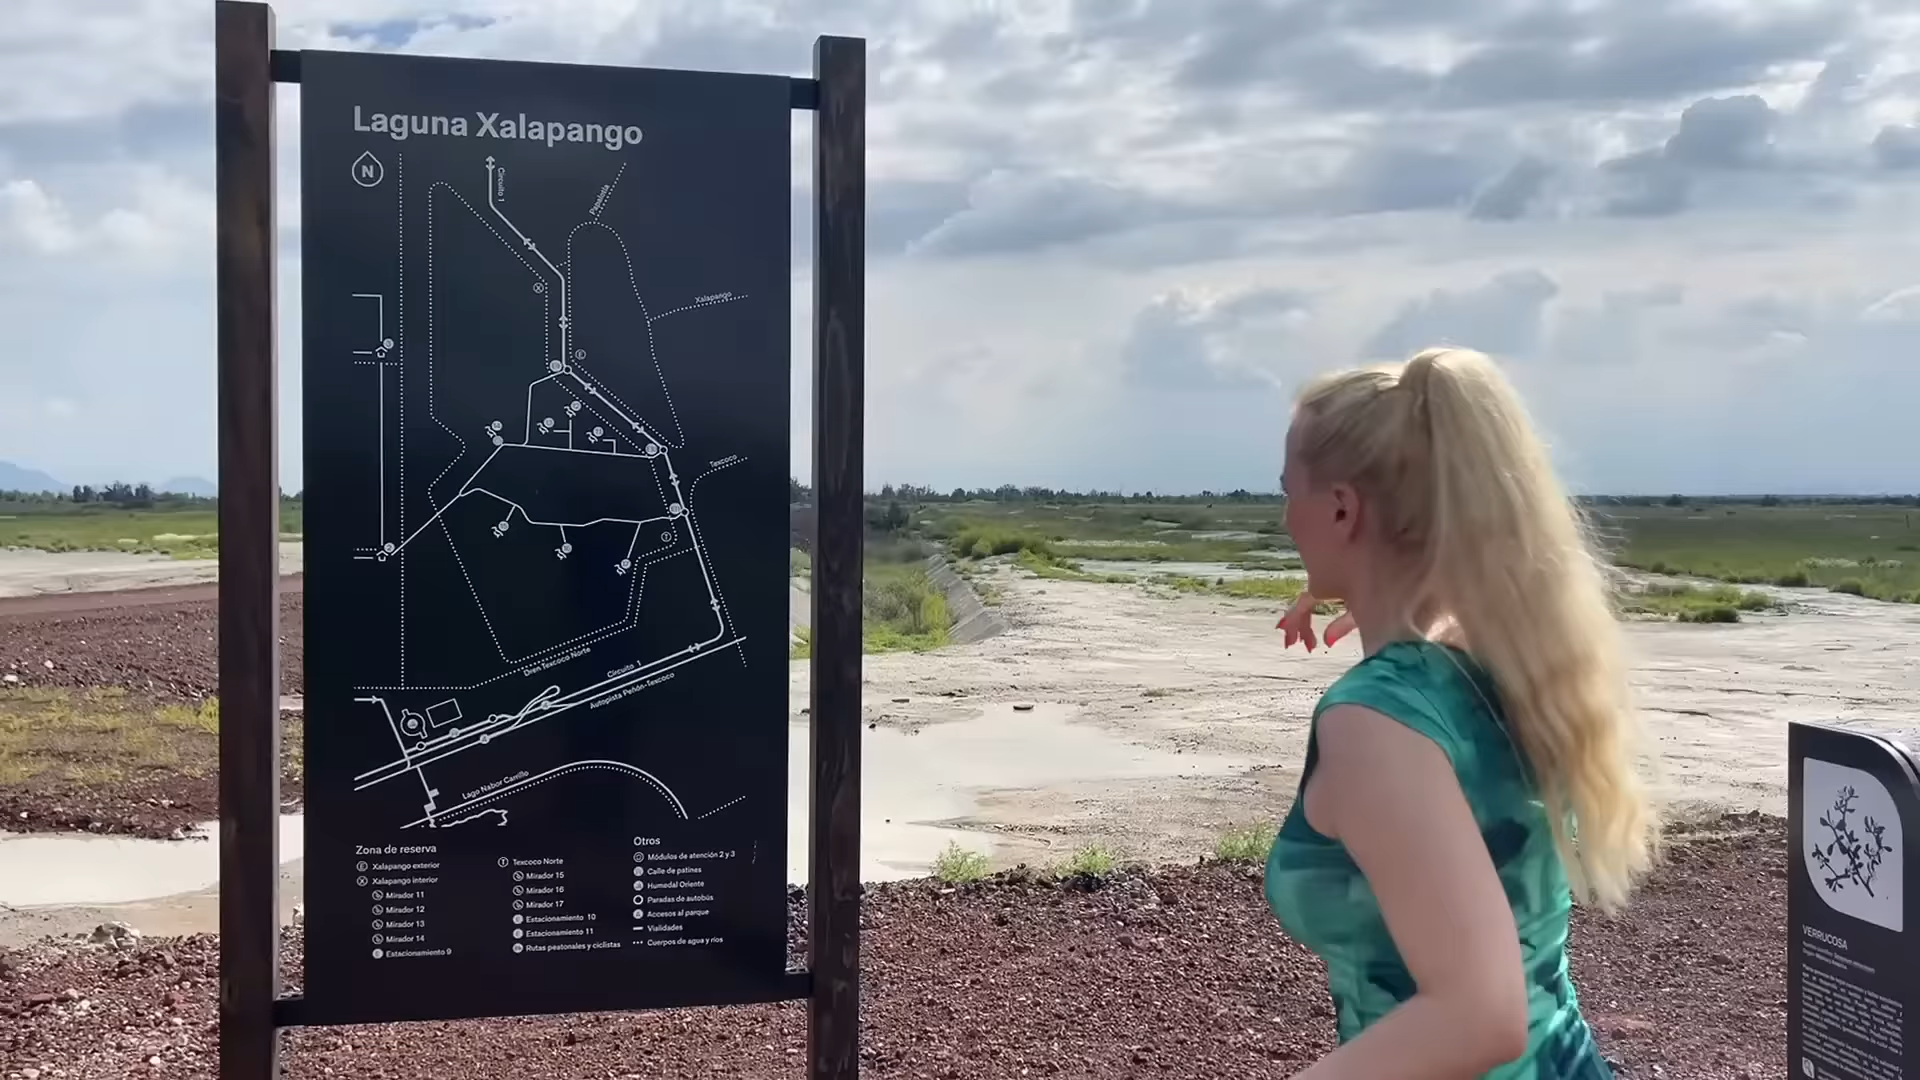 Laguna Xalapango
N
Circuito 1
Papalotla
Xalapango
X
E
Texcoco
T
Dren Texcoco Norte
Circuito 1
Autopista Peñón-Texcoco
Lago Nabor Carrillo
Zona de reserva
E Xalapango exterior
X Xalapango interior
Mirador 11
Mirador 12
Mirador 13
Mirador 14
E Estacionamiento 9
T Texcoco Norte
Mirador 15
Mirador 16
Mirador 17
E Estacionamiento 10
E Estacionamiento 11
Rutas peatonales y ciclistas
Otros
Módulos de atención 2 y 3
Calle de patines
Humedal Oriente
Paradas de autobús
Accesos al parque
Vialidades
Cuerpos de agua y ríos
VERRUCOSA